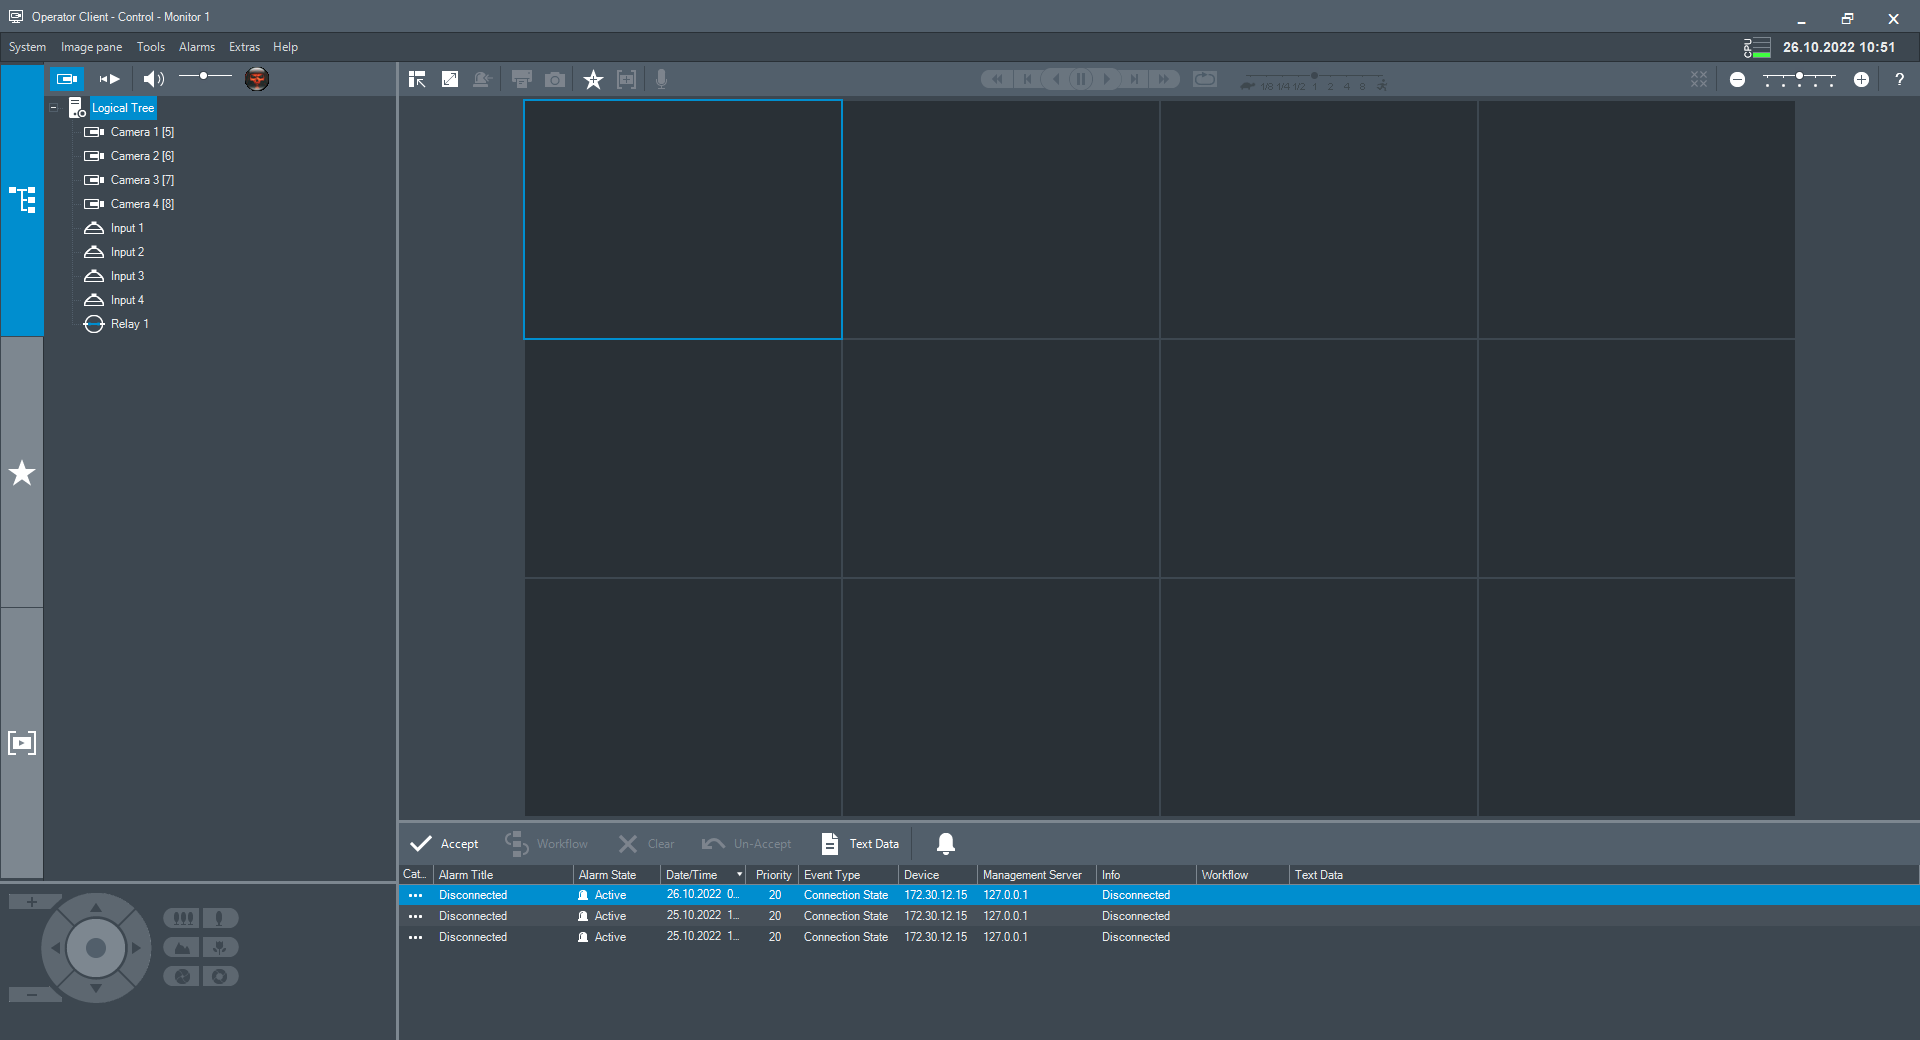 Operator Client - Control - Monitor 1
System Image pane Tools Alarms Extras Help
CPU 26.10.2022 10:51
1/8 1/4 1/2 1 2 4 8
?
Logical Tree
Camera 1 [5]
Camera 2 [6]
Camera 3 [7]
Camera 4 [8]
Input 1
Input 2
Input 3
Input 4
Relay 1
Accept Workflow Clear Un-Accept Text Data
Cat... Alarm Title Alarm State Date/Time Priority Event Type Device Management Server Info Workflow Text Data
Disconnected Active 26.10.2022 0... 20 Connection State 172.30.12.15 127.0.0.1 Disconnected
Disconnected Active 25.10.2022 1... 20 Connection State 172.30.12.15 127.0.0.1 Disconnected
Disconnected Active 25.10.2022 1... 20 Connection State 172.30.12.15 127.0.0.1 Disconnected